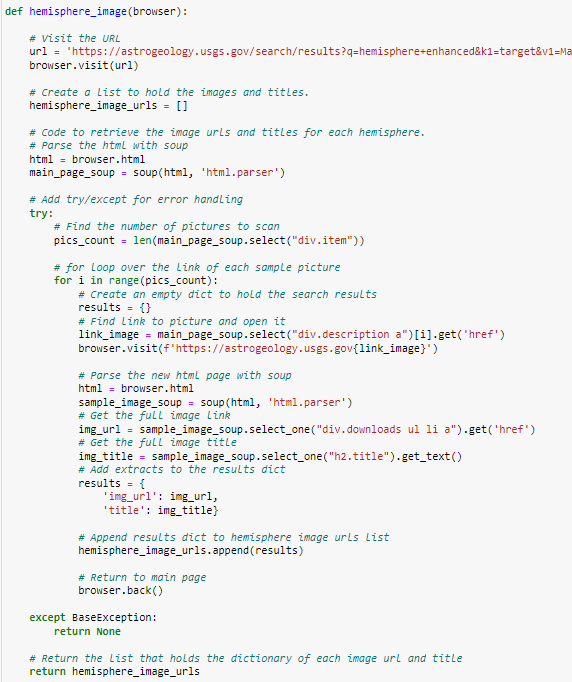 def hemisphere_image(browser):
# Visit the URL
url = 'https://astrogeology.usgs.gov/search/results?q=hemisphere+enhanced&k1=target&v1=Ma
browser.visit(url)
# Create a list to hold the images and titles.
hemisphere_image_urls = []
# Code to retrieve the image urls and titles for each hemisphere.
# Parse the html with soup
html = browser.html
main_page_soup = soup(html, 'html.parser')
# Add try/except for error handling
try:
# Find the number of pictures to scan
pics_count = len(main_page_soup.select("div.item"))
# for loop over the link of each sample picture
for i in range(pics_count):
# Create an empty dict to hold the search results
results = {}
# Find link to picture and open it
link_image = main_page_soup.select("div.description a")[i].get('href')
browser.visit(f'https://astrogeology.usgs.gov{link_image}')
# Parse the new html page with soup
html = browser.html
sample_image_soup = soup(html, 'html.parser')
# Get the full image link
img_url = sample_image_soup.select_one("div.downloads ul li a").get('href')
# Get the full image title
img_title = sample_image_soup.select_one("h2.title").get_text()
# Add extracts to the results dict
results = {
'img_url': img_url,
'title': img_title}
# Append results dict to hemisphere image urls list
hemisphere_image_urls.append(results)
# Return to main page
browser.back()
except BaseException:
return None
# Return the list that holds the dictionary of each image url and title
return hemisphere_image_urls